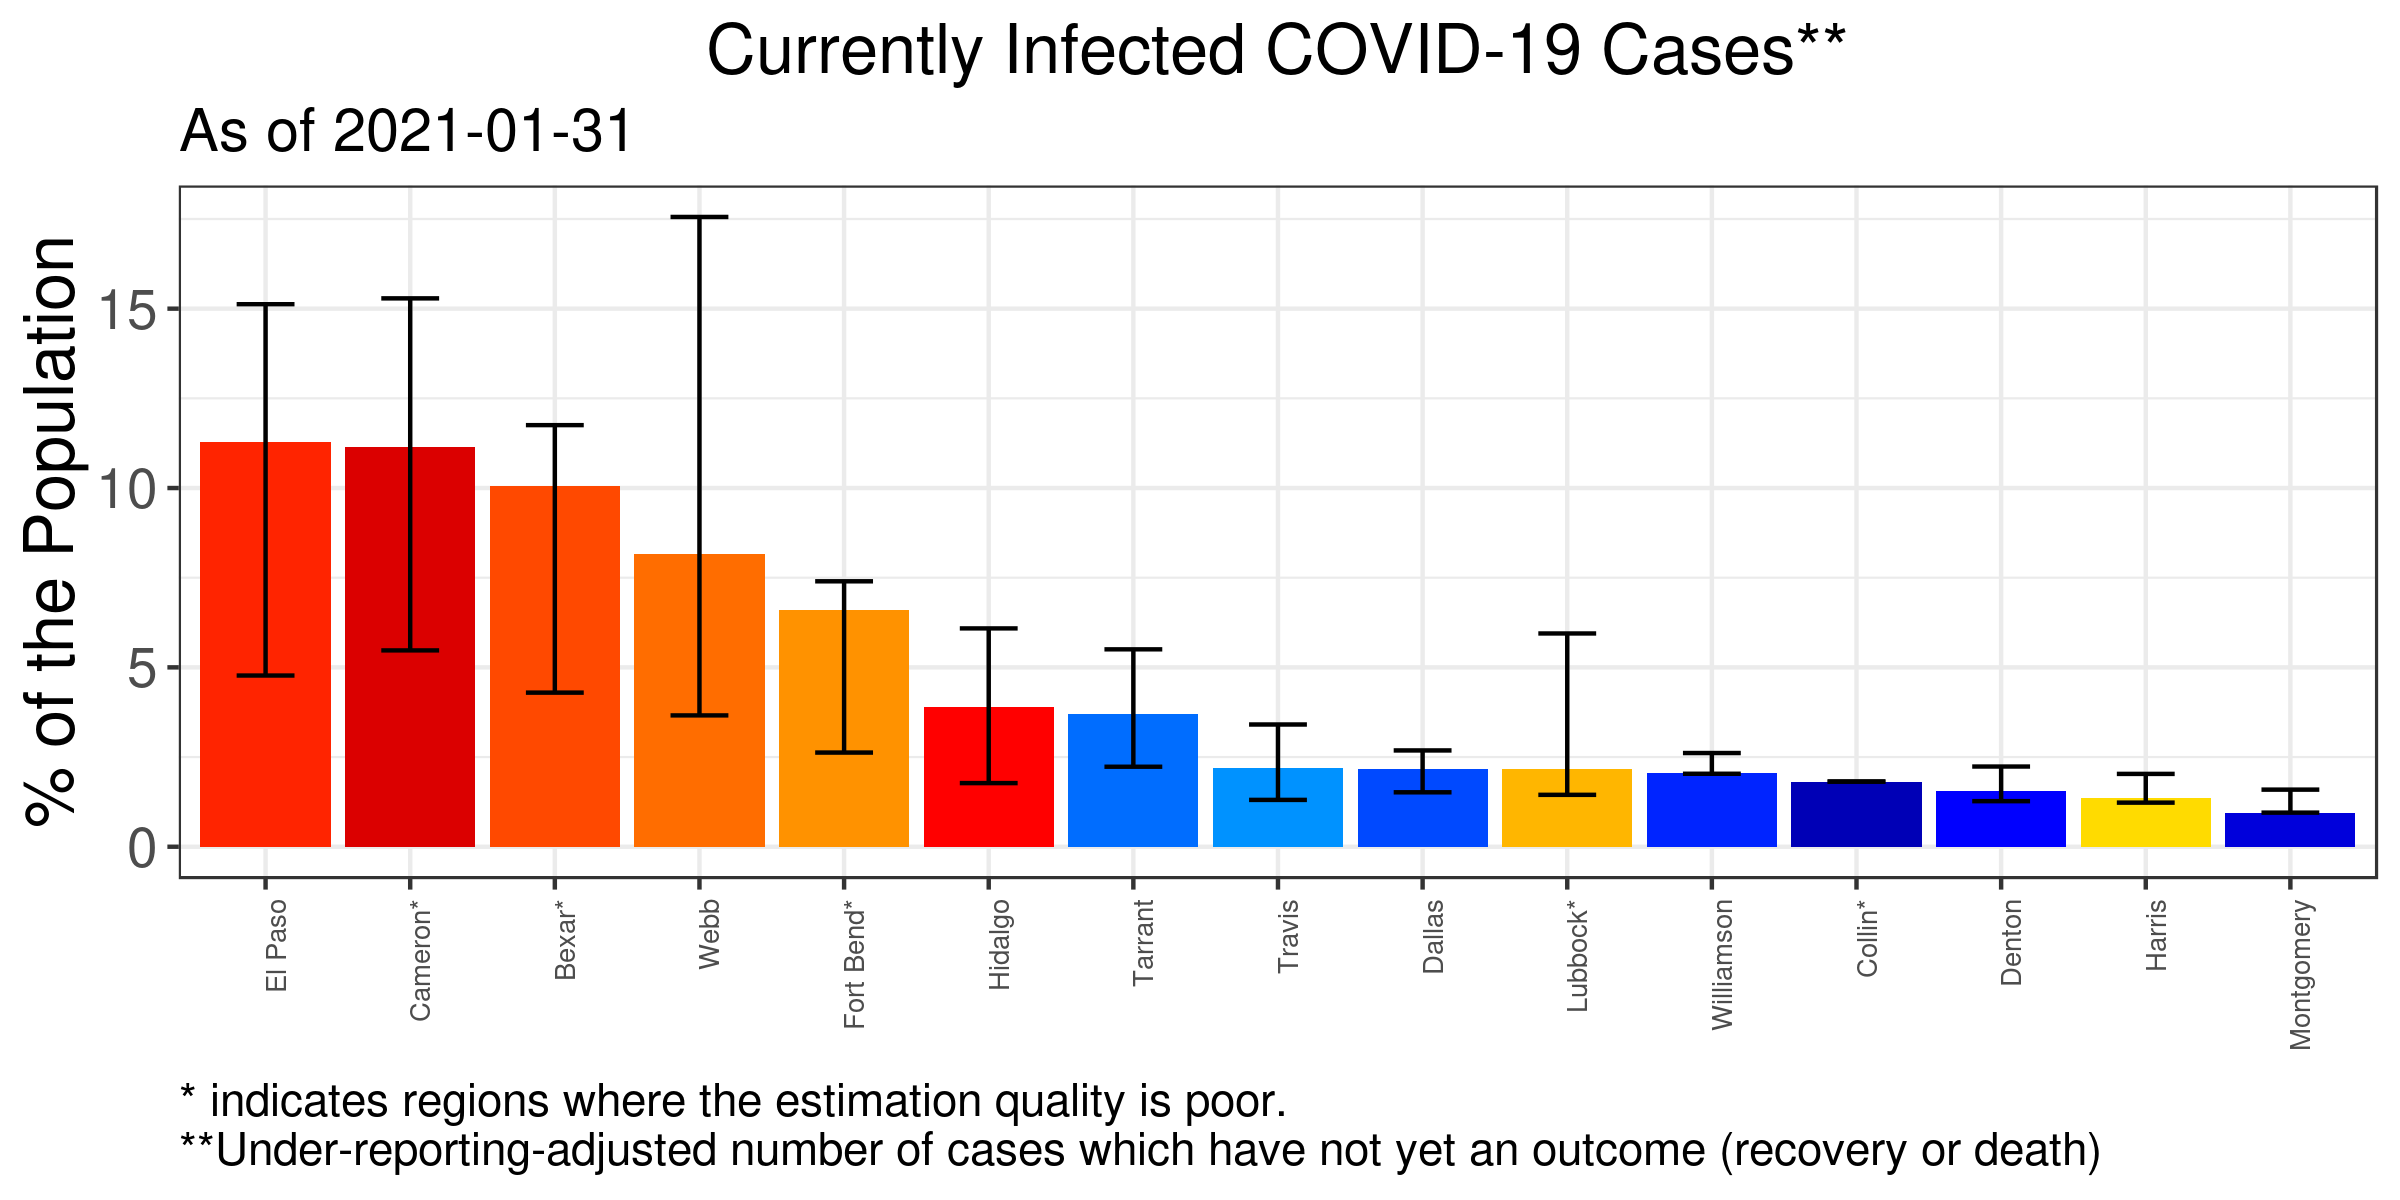 Currently Infected COVID-19 Cases**
As of 2021-01-31
% of the Population
15
10
5
0
El Paso
Cameron*
Bexar*
Webb
Fort Bend*
Hidalgo
Tarrant
Travis
Dallas
Lubbock*
Williamson
Collin*
Denton
Harris
Montgomery
* indicates regions where the estimation quality is poor.
**Under-reporting-adjusted number of cases which have not yet an outcome (recovery or death)